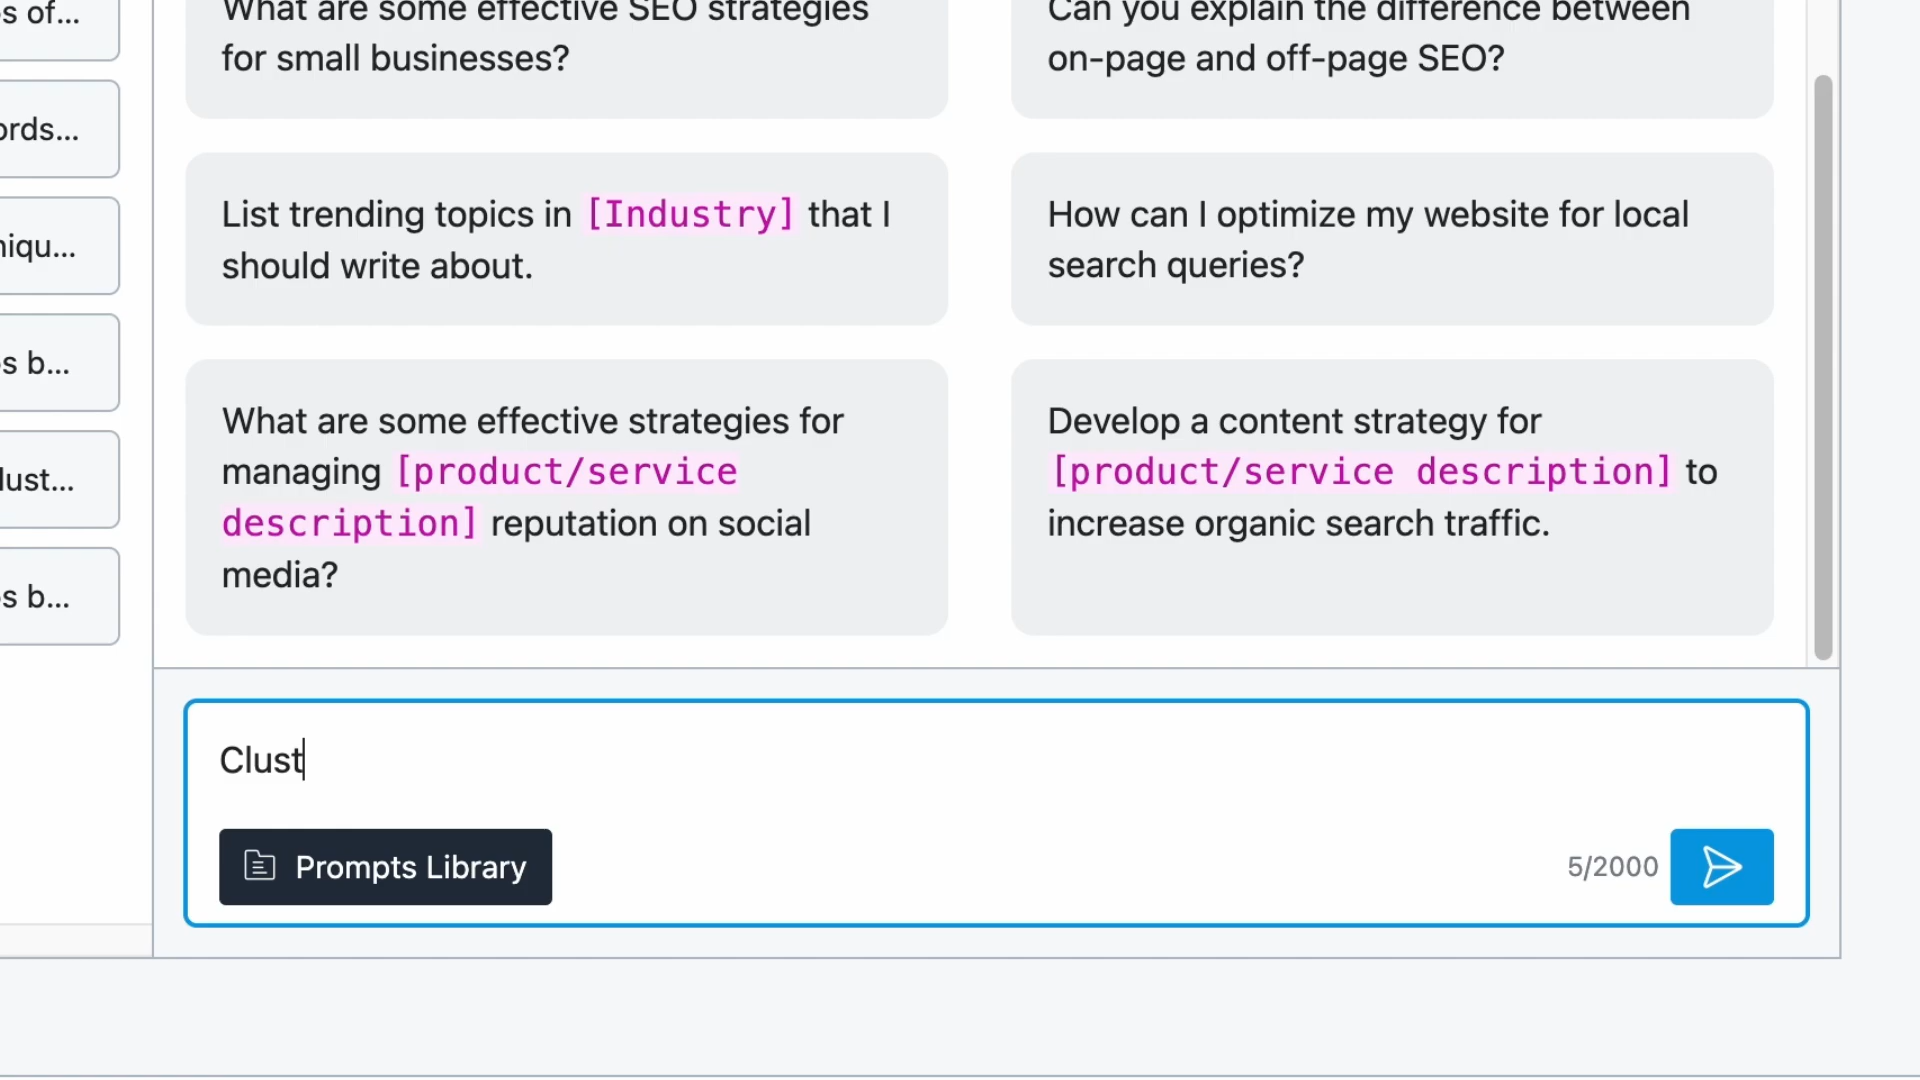 s of...
ords...
niqu...
s b...
lust...
s b...
What are some effective SEO strategies
for small businesses?
Can you explain the difference between
on-page and off-page SEO?
List trending topics in [Industry] that I
should write about.
How can I optimize my website for local
search queries?
What are some effective strategies for
managing [product/service
description] reputation on social
media?
Develop a content strategy for
[product/service description] to
increase organic search traffic.
Clust
Prompts Library
5/2000